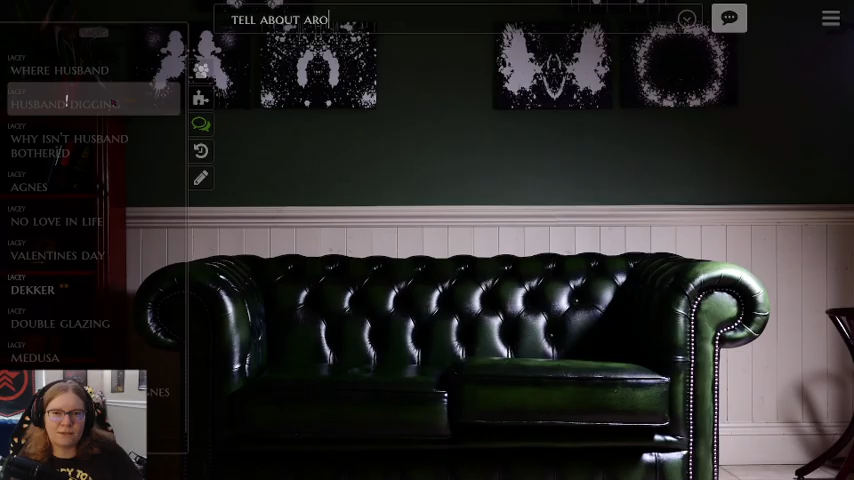 TELL ABOUT ARO
LACEY
WHERE HUSBAND
LACEY
HUSBAND DIGGING
LACEY
WHY ISN'T HUSBAND
BOTHERED
LACEY
AGNES
LACEY
NO LOVE IN LIFE
LACEY
VALENTINES DAY
LACEY
DEKKER **
LACEY
DOUBLE GLAZING
LACEY
MEDUSA